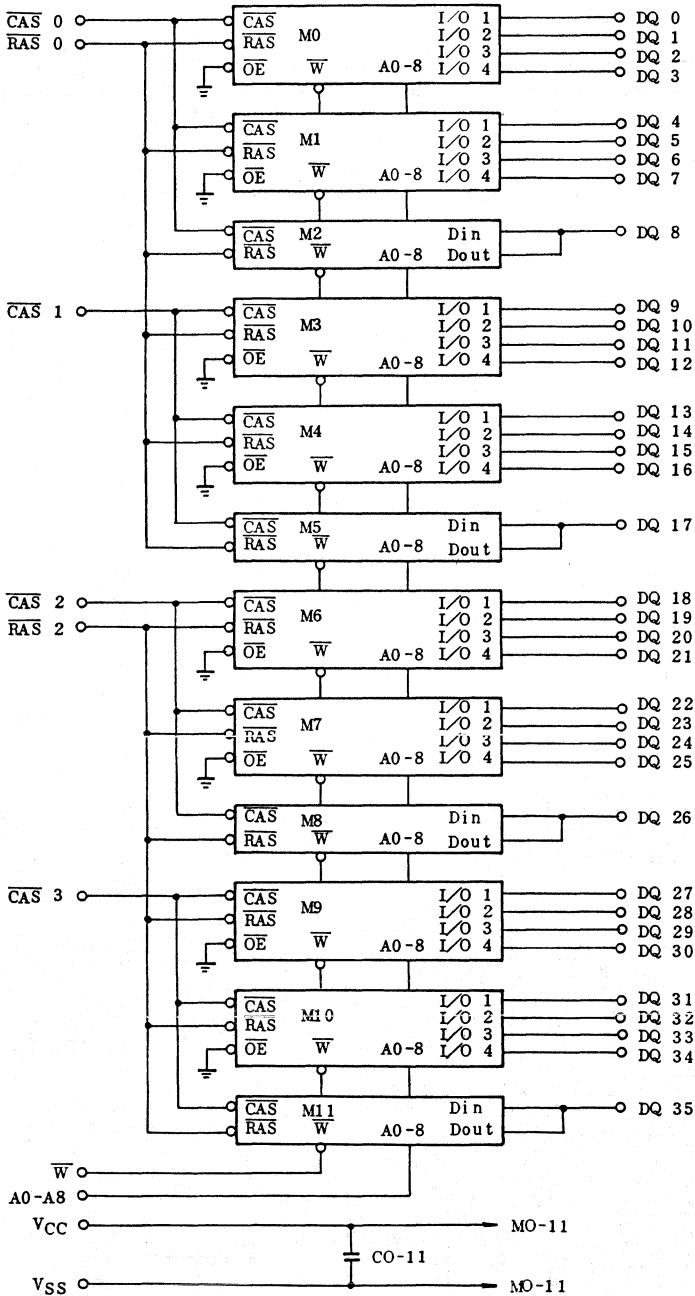 CAS 0
RAS 0
CAS M0 I/O 1 DQ 0
RAS I/O 2 DQ 1
I/O 3 DQ 2
OE W A0-8 I/O 4 DQ 3
CAS M1 I/O 1 DQ 4
RAS I/O 2 DQ 5
I/O 3 DQ 6
OE W A0-8 I/O 4 DQ 7
CAS M2 Din DQ 8
RAS W A0-8 Dout
CAS 1
CAS M3 I/O 1 DQ 9
RAS I/O 2 DQ 10
I/O 3 DQ 11
OE W A0-8 I/O 4 DQ 12
CAS M4 I/O 1 DQ 13
RAS I/O 2 DQ 14
I/O 3 DQ 15
OE W A0-8 I/O 4 DQ 16
CAS M5 Din DQ 17
RAS W A0-8 Dout
CAS 2
RAS 2
CAS M6 I/O 1 DQ 18
RAS I/O 2 DQ 19
I/O 3 DQ 20
OE W A0-8 I/O 4 DQ 21
CAS M7 I/O 1 DQ 22
RAS I/O 2 DQ 23
I/O 3 DQ 24
OE W A0-8 I/O 4 DQ 25
CAS M8 Din DQ 26
RAS W A0-8 Dout
CAS 3
CAS M9 I/O 1 DQ 27
RAS I/O 2 DQ 28
I/O 3 DQ 29
OE W A0-8 I/O 4 DQ 30
CAS M10 I/O 1 DQ 31
RAS I/O 2 DQ 32
I/O 3 DQ 33
OE W A0-8 I/O 4 DQ 34
CAS M11 Din DQ 35
RAS W A0-8 Dout
W
A0-A8
VCC MO-11
CO-11
VSS MO-11